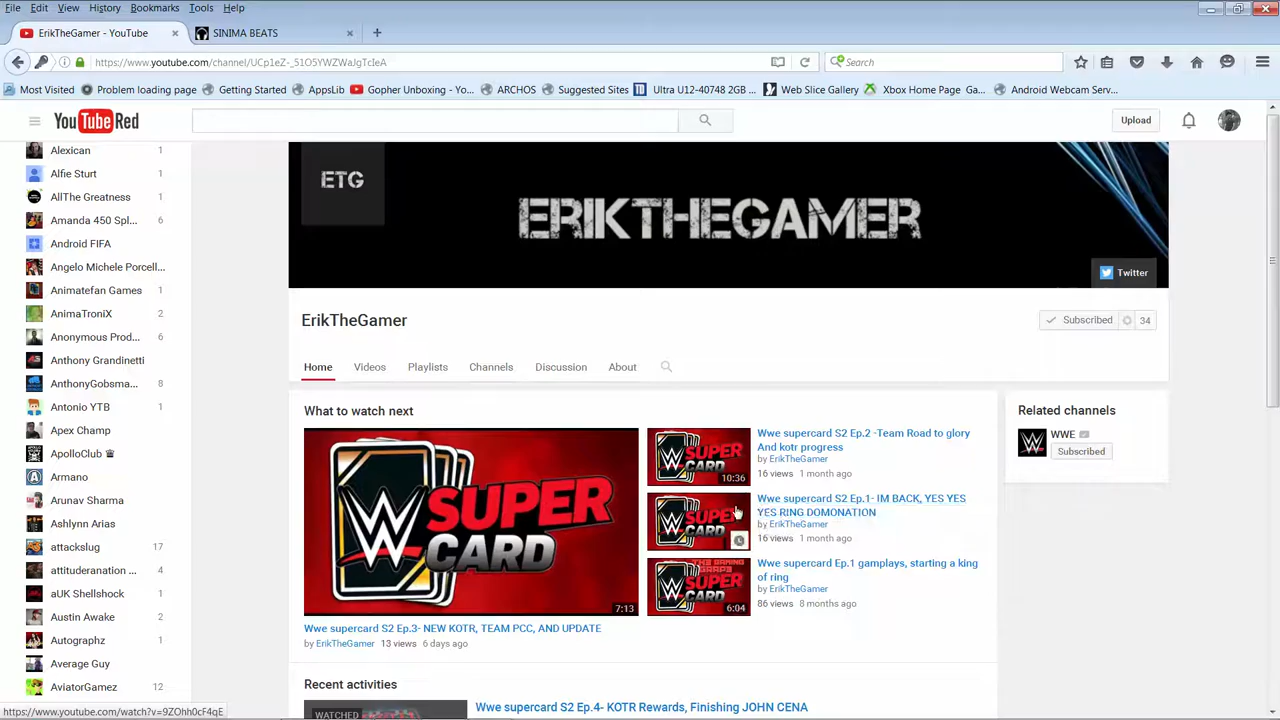 File Edit View History Bookmarks Tools Help
ErikTheGamer - YouTube × SINIMA BEATS × +
https://www.youtube.com/channel/UCp1eZ-_51O5YWZWaJgTcIeA Search
Most Visited Problem loading page Getting Started AppsLib Gopher Unboxing - Yo... ARCHOS Suggested Sites Ultra U12-40748 2GB ... Web Slice Gallery Xbox Home Page Ga... Android Webcam Serv...
YouTube Red Upload
Alexican 1
Alfie Sturt 1
AllThe Greatness 1
Amanda 450 Spl... 6
Android FIFA
Angelo Michele Porcell...
Animatefan Games 1
AnimaTroniX 2
Anonymous Prod... 6
Anthony Grandinetti
AnthonyGobsma... 8
Antonio YTB 2
Apex Champ
ApolloClub ♛
Armano
Arunav Sharma
Ashlynn Arias
attackslug 17
attituderanation ... 4
aUX Shellshock
Austin Awake 2
Autographz 1
Average Guy
AviatorGamez 12
ETG
ERIKTHEGAMER
Twitter
ErikTheGamer
Subscribed 34
Home Videos Playlists Channels Discussion About
What to watch next
W SUPER CARD
7:13
Wwe supercard S2 Ep.3- NEW KOTR, TEAM PCC, AND UPDATE
by ErikTheGamer 13 views 6 days ago
SUPER CARD
10:36
Wwe supercard S2 Ep.2 -Team Road to glory
And kotr progress
by ErikTheGamer
16 views 1 month ago
SUPER CARD
Wwe supercard S2 Ep.1- IM BACK, YES YES
YES RING DOMONATION
by ErikTheGamer
16 views 1 month ago
SUPER CARD
6:04
Wwe supercard Ep.1 gamplays, starting a king
of ring
by ErikTheGamer
86 views 8 months ago
Related channels
WWE
Subscribed
Recent activities
WATCHED
Wwe supercard S2 Ep.4- KOTR Rewards, Finishing JOHN CENA
https://www.youtube.com/watch?v=9ZOhh0cF4qE